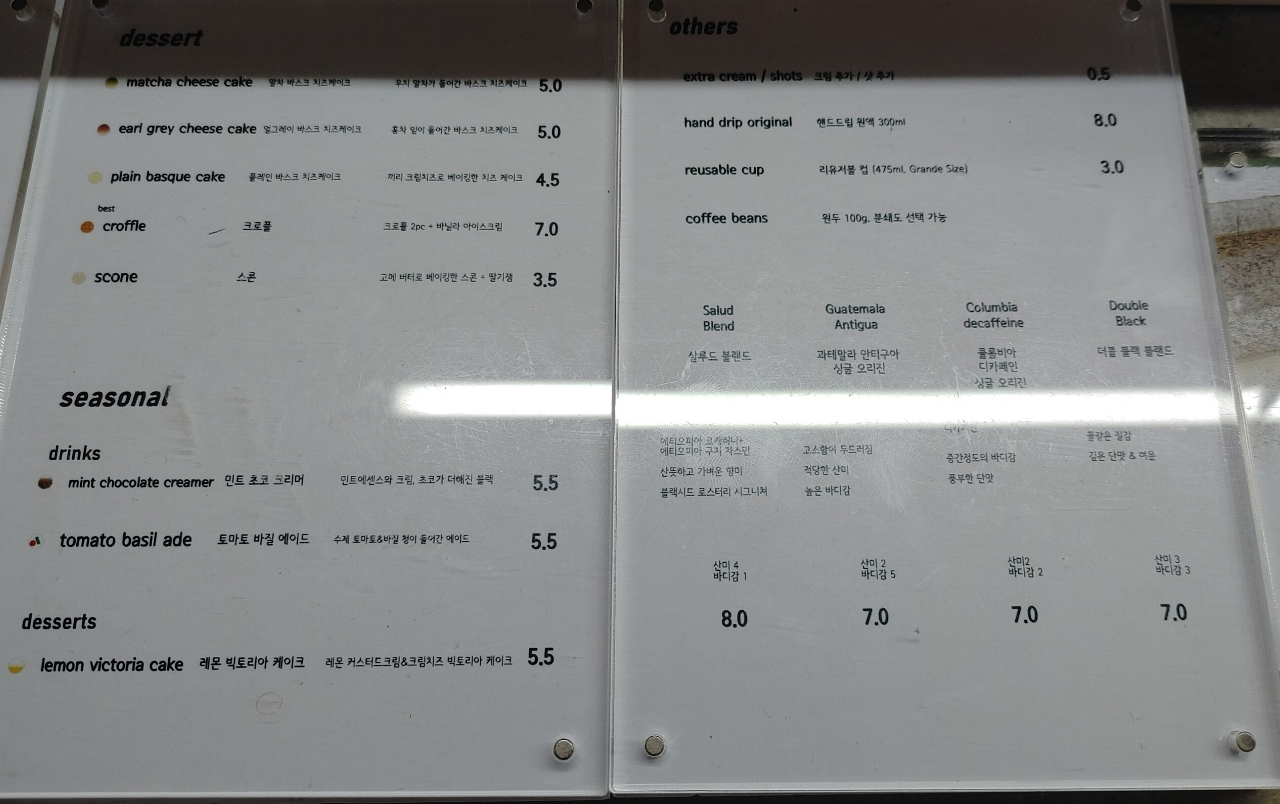 dessert
matcha cheese cake 말차 바스크 치즈케이크 우지 말차가 들어간 바스크 치즈케이크 5.0
earl grey cheese cake 얼그레이 바스크 치즈케이크 홍차 잎이 들어간 바스크 치즈케이크 5.0
plain basque cake 플레인 바스크 치즈케이크 끼리 크림치즈로 베이킹한 치즈 케이크 4.5
best
croffle 크로플 크로플 2pc + 바닐라 아이스크림 7.0
scone 스콘 고메 버터로 베이킹한 스콘 + 딸기잼 3.5
seasonal
drinks
mint chocolate creamer 민트 초코 크리머 민트에센스와 크림, 초코가 더해진 블랙 5.5
tomato basil ade 토마토 바질 에이드 수제 토마토&바질 청이 들어간 에이드 5.5
desserts
lemon victoria cake 레몬 빅토리아 케이크 레몬 커스터드크림&크림치즈 빅토리아 케이크 5.5
others
extra cream / shots 크림 추가 / 샷 추가 0.5
hand drip original 핸드드립 원액 300ml 8.0
reusable cup 리유저블 컵 (475ml, Grande Size) 3.0
coffee beans 원두 100g. 분쇄도 선택 가능
Salud Blend
살루드 블랜드
에티오피아 구지
산뜻하고 가벼운 향미
블랙시드 로스터리 시그니처
산미 4
바디감 1
8.0
Guatemala Antigua
과테말라 안티구아
싱글 오리진
고소함이 두드러짐
적당한 산미
높은 바디감
산미 2
바디감 5
7.0
Columbia decaffeine
콜롬비아
디카페인
싱글 오리진
중간정도의 바디감
풍부한 단맛
산미2
바디감 2
7.0
Double Black
더블 블랙 블랜드
꿀같은 질감
깊은 단맛 & 여운
산미 3
바디감 3
7.0